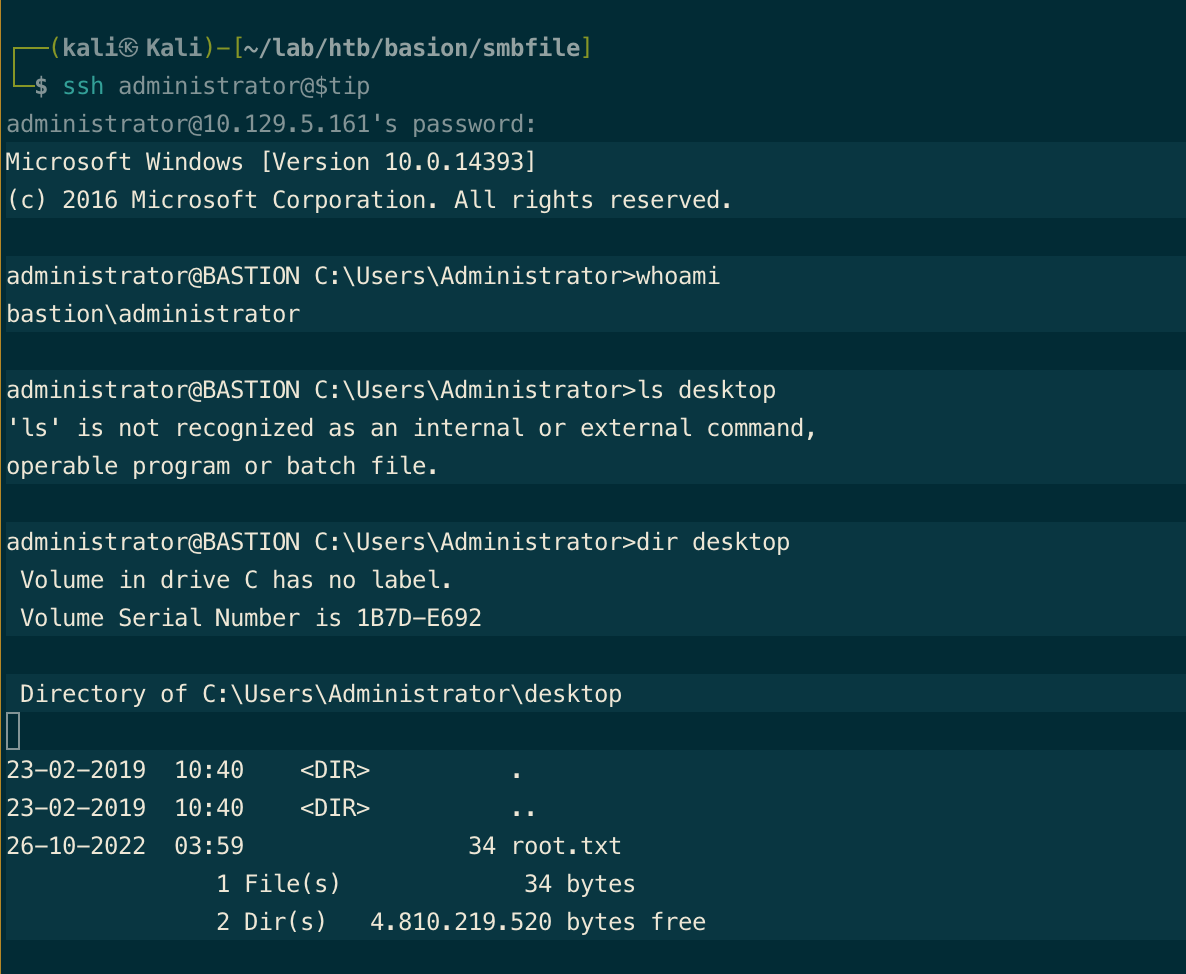 ┌──(kali㉿Kali)-[~/lab/htb/basion/smbfile]
└─$ ssh administrator@$tip
administrator@10.129.5.161's password:
Microsoft Windows [Version 10.0.14393]
(c) 2016 Microsoft Corporation. All rights reserved.
administrator@BASTION C:\Users\Administrator>whoami
bastion\administrator
administrator@BASTION C:\Users\Administrator>ls desktop
'ls' is not recognized as an internal or external command,
operable program or batch file.
administrator@BASTION C:\Users\Administrator>dir desktop
 Volume in drive C has no label.
 Volume Serial Number is 1B7D-E692
 Directory of C:\Users\Administrator\desktop
23-02-2019  10:40    <DIR>          .
23-02-2019  10:40    <DIR>          ..
26-10-2022  03:59                34 root.txt
               1 File(s)             34 bytes
               2 Dir(s)   4.810.219.520 bytes free